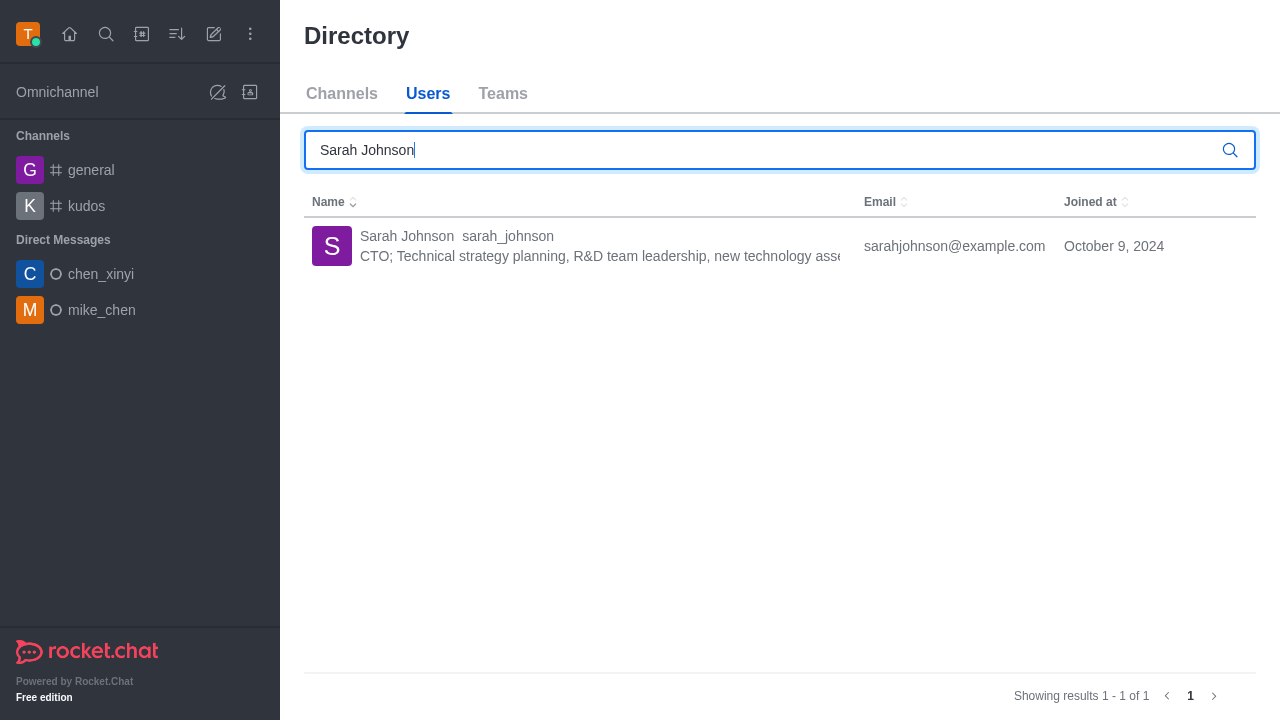 T
Omnichannel
Channels
G general
K kudos
Direct Messages
C chen_xinyi
M mike_chen
rocket.chat
Powered by Rocket.Chat
Free edition
Directory
Channels Users Teams
Sarah Johnson
Name Email Joined at
S Sarah Johnson sarah_johnson
CTO; Technical strategy planning, R&D team leadership, new technology asse
sarahjohnson@example.com October 9, 2024
Showing results 1 - 1 of 1 1